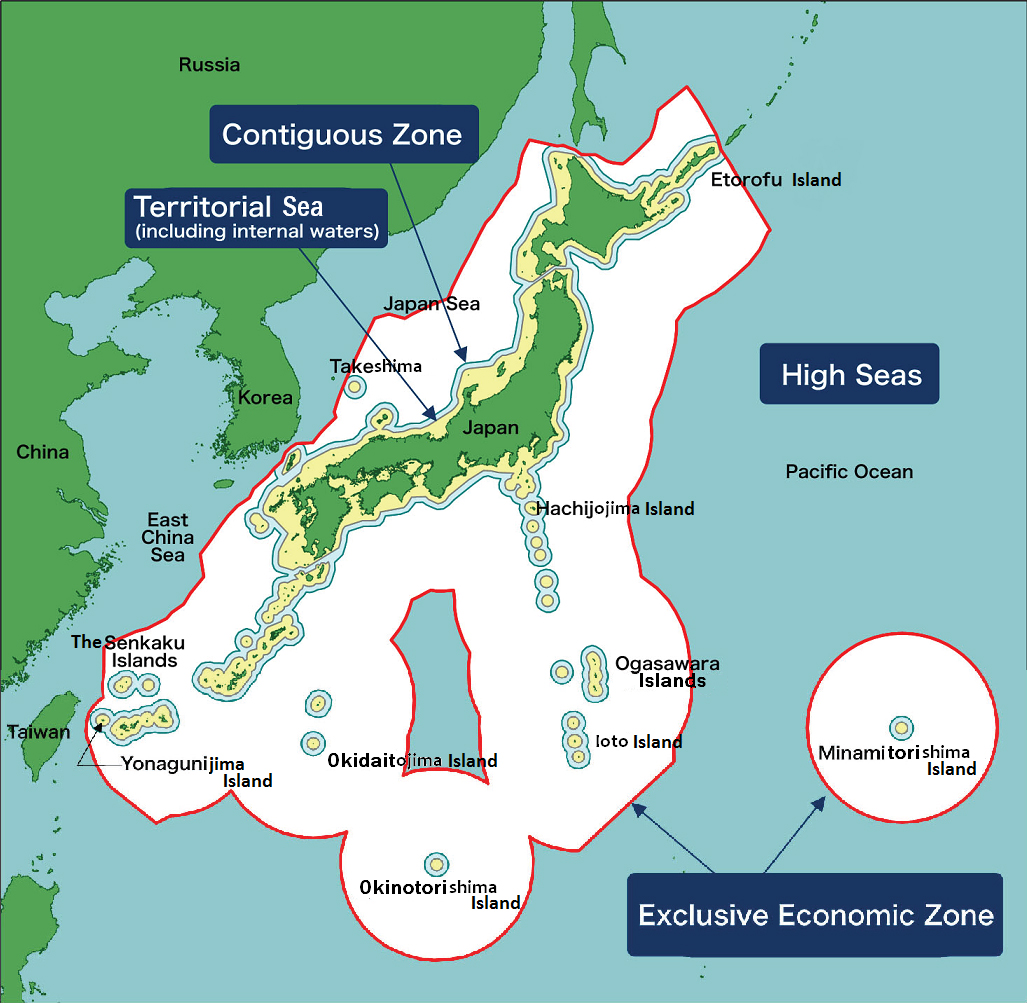 Russia
Contiguous Zone
Etorofu Island
Territorial Sea
(including internal waters)
Japan Sea
Takeshima
High Seas
Korea
Japan
China
Pacific Ocean
Hachijojima Island
East
China
Sea
The Senkaku
Islands
Ogasawara
Islands
Taiwan
Ioto Island
Minamitorishima
Island
Yonagunijima
Island
Okidaitojima Island
Okinotorishima
Island
Exclusive Economic Zone